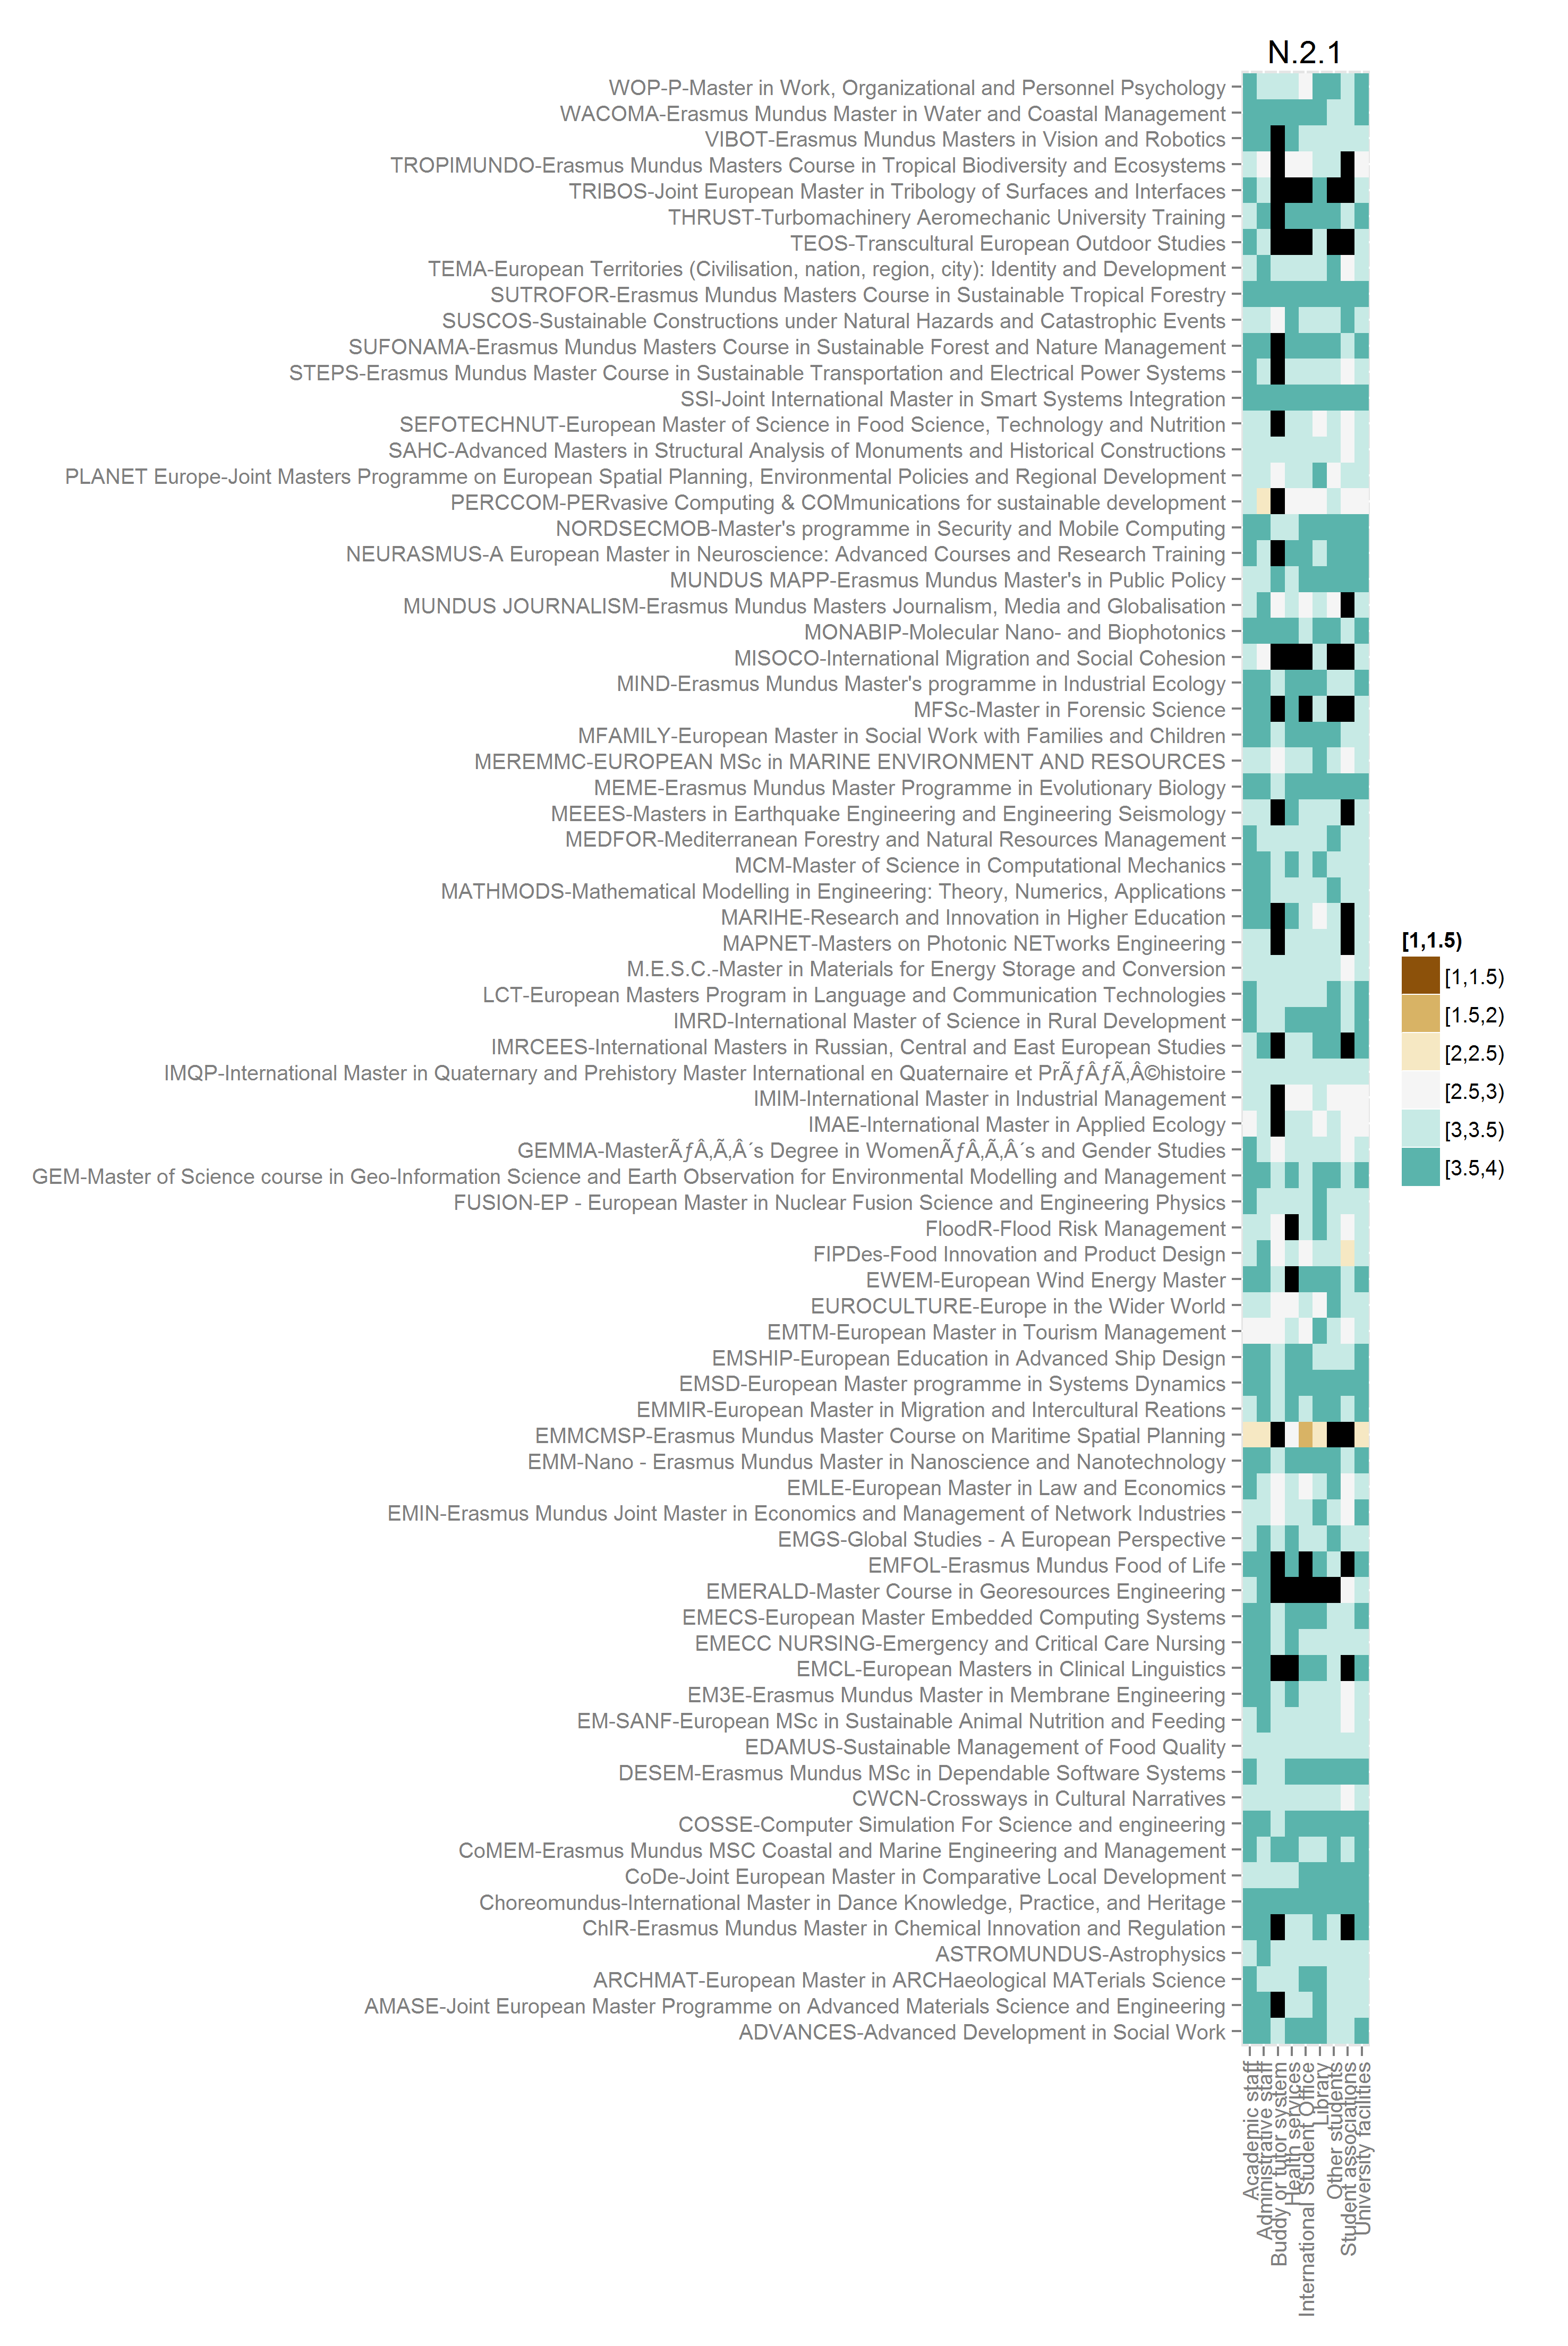 N.2.1
WOP-P-Master in Work, Organizational and Personnel Psychology
WACOMA-Erasmus Mundus Master in Water and Coastal Management
VIBOT-Erasmus Mundus Masters in Vision and Robotics
TROPIMUNDO-Erasmus Mundus Masters Course in Tropical Biodiversity and Ecosystems
TRIBOS-Joint European Master in Tribology of Surfaces and Interfaces
THRUST-Turbomachinery Aeromechanic University Training
TEOS-Transcultural European Outdoor Studies
TEMA-European Territories (Civilisation, nation, region, city): Identity and Development
SUTROFOR-Erasmus Mundus Masters Course in Sustainable Tropical Forestry
SUSCOS-Sustainable Constructions under Natural Hazards and Catastrophic Events
SUFONAMA-Erasmus Mundus Masters Course in Sustainable Forest and Nature Management
STEPS-Erasmus Mundus Master Course in Sustainable Transportation and Electrical Power Systems
SSI-Joint International Master in Smart Systems Integration
SEFOTECHNUT-European Master of Science in Food Science, Technology and Nutrition
SAHC-Advanced Masters in Structural Analysis of Monuments and Historical Constructions
PLANET Europe-Joint Masters Programme on European Spatial Planning, Environmental Policies and Regional Development
PERCCOM-PERvasive Computing & COMmunications for sustainable development
NORDSECMOB-Master's programme in Security and Mobile Computing
NEURASMUS-A European Master in Neuroscience: Advanced Courses and Research Training
MUNDUS MAPP-Erasmus Mundus Master's in Public Policy
MUNDUS JOURNALISM-Erasmus Mundus Masters Journalism, Media and Globalisation
MONABIP-Molecular Nano- and Biophotonics
MISOCO-International Migration and Social Cohesion
MIND-Erasmus Mundus Master's programme in Industrial Ecology
MFSc-Master in Forensic Science
MFAMILY-European Master in Social Work with Families and Children
MEREMMC-EUROPEAN MSc in MARINE ENVIRONMENT AND RESOURCES
MEME-Erasmus Mundus Master Programme in Evolutionary Biology
MEEES-Masters in Earthquake Engineering and Engineering Seismology
MEDFOR-Mediterranean Forestry and Natural Resources Management
MCM-Master of Science in Computational Mechanics
MATHMODS-Mathematical Modelling in Engineering: Theory, Numerics, Applications
MARIHE-Research and Innovation in Higher Education
MAPNET-Masters on Photonic NETworks Engineering
M.E.S.C.-Master in Materials for Energy Storage and Conversion
LCT-European Masters Program in Language and Communication Technologies
IMRD-International Master of Science in Rural Development
IMRCEES-International Masters in Russian, Central and East European Studies
IMQP-International Master in Quaternary and Prehistory Master International en Quaternaire et PrÃƒÂƒÃ‚Â©histoire
IMIM-International Master in Industrial Management
IMAE-International Master in Applied Ecology
GEMMA-MasterÃƒÂ‚Ã‚Â´s Degree in WomenÃƒÂ‚Ã‚Â´s and Gender Studies
GEM-Master of Science course in Geo-Information Science and Earth Observation for Environmental Modelling and Management
FUSION-EP - European Master in Nuclear Fusion Science and Engineering Physics
FloodR-Flood Risk Management
FIPDes-Food Innovation and Product Design
EWEM-European Wind Energy Master
EUROCULTURE-Europe in the Wider World
EMTM-European Master in Tourism Management
EMSHIP-European Education in Advanced Ship Design
EMSD-European Master programme in Systems Dynamics
EMMIR-European Master in Migration and Intercultural Reations
EMMCMSP-Erasmus Mundus Master Course on Maritime Spatial Planning
EMM-Nano - Erasmus Mundus Master in Nanoscience and Nanotechnology
EMLE-European Master in Law and Economics
EMIN-Erasmus Mundus Joint Master in Economics and Management of Network Industries
EMGS-Global Studies - A European Perspective
EMFOL-Erasmus Mundus Food of Life
EMERALD-Master Course in Georesources Engineering
EMECS-European Master Embedded Computing Systems
EMECC NURSING-Emergency and Critical Care Nursing
EMCL-European Masters in Clinical Linguistics
EM3E-Erasmus Mundus Master in Membrane Engineering
EM-SANF-European MSc in Sustainable Animal Nutrition and Feeding
EDAMUS-Sustainable Management of Food Quality
DESEM-Erasmus Mundus MSc in Dependable Software Systems
CWCN-Crossways in Cultural Narratives
COSSE-Computer Simulation For Science and engineering
CoMEM-Erasmus Mundus MSC Coastal and Marine Engineering and Management
CoDe-Joint European Master in Comparative Local Development
Choreomundus-International Master in Dance Knowledge, Practice, and Heritage
ChIR-Erasmus Mundus Master in Chemical Innovation and Regulation
ASTROMUNDUS-Astrophysics
ARCHMAT-European Master in ARCHaeological MATerials Science
AMASE-Joint European Master Programme on Advanced Materials Science and Engineering
ADVANCES-Advanced Development in Social Work
Academic staff
Administrative staff
Buddy or tutor system
Health services
International Student Office
Library
Other students
Student associations
University facilities
[1,1.5)
[1,1.5)
[1.5,2)
[2,2.5)
[2.5,3)
[3,3.5)
[3.5,4)